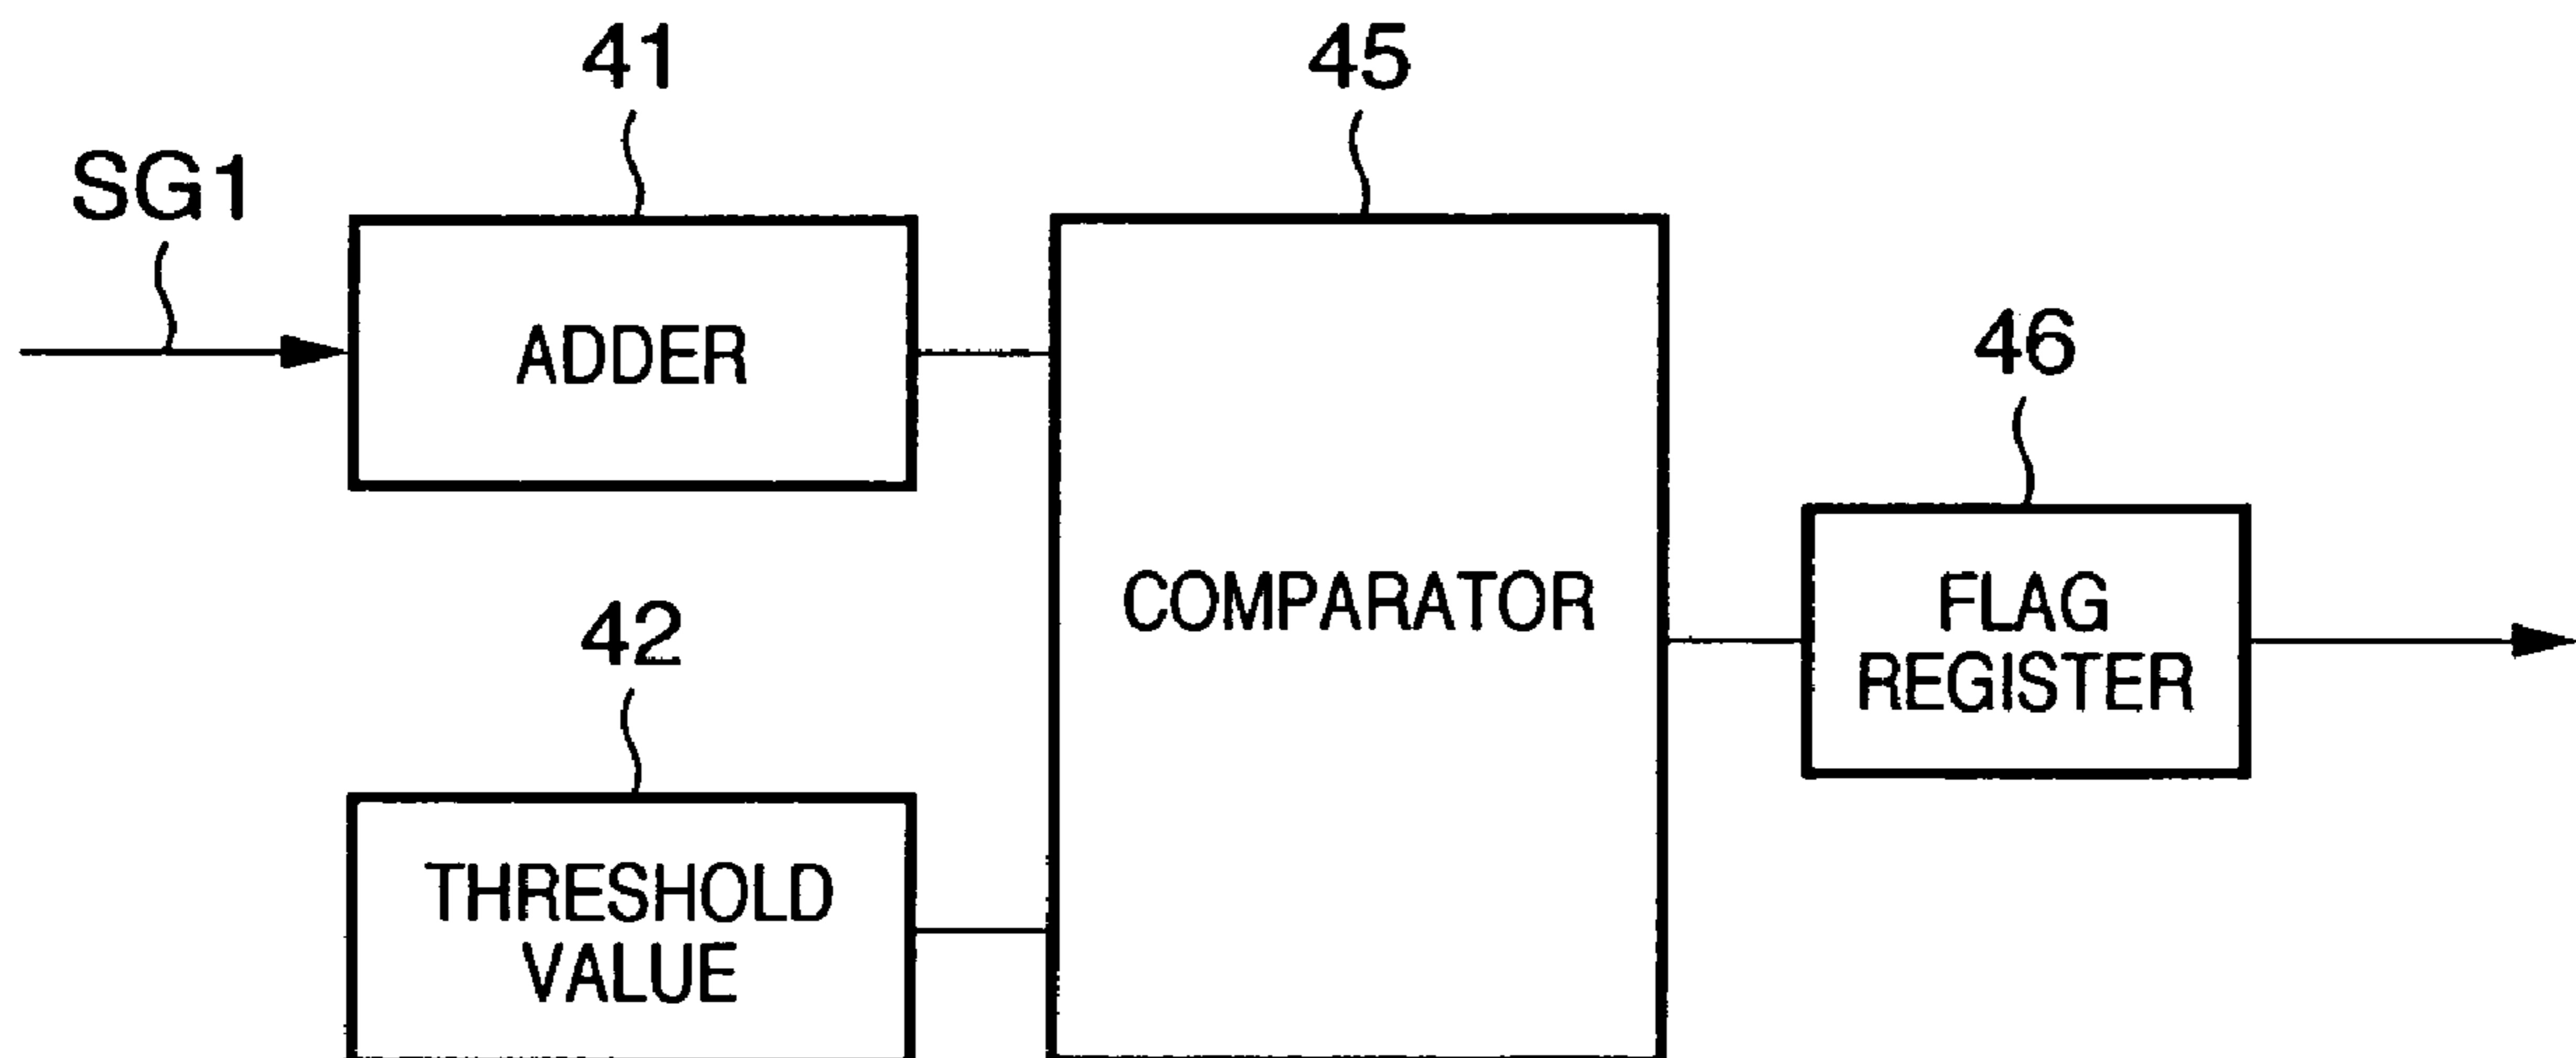 41
45
SG1
ADDER
46
COMPARATOR
FLAG
REGISTER
42
THRESHOLD
VALUE